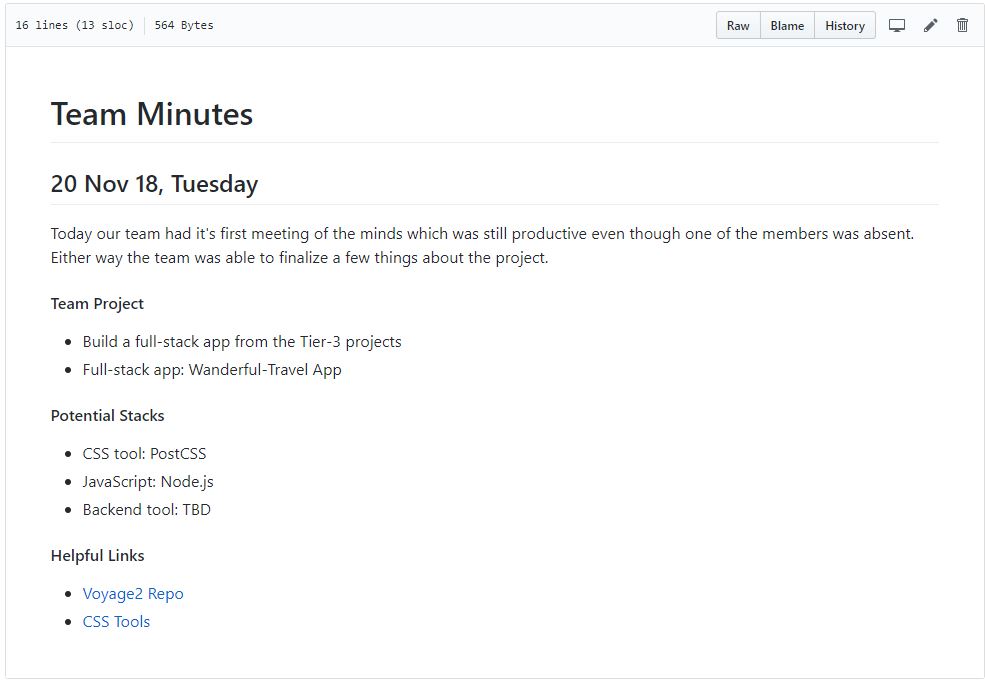 16 lines (13 sloc) 564 Bytes Raw Blame History
Team Minutes
20 Nov 18, Tuesday
Today our team had it's first meeting of the minds which was still productive even though one of the members was absent.
Either way the team was able to finalize a few things about the project.
Team Project
Build a full-stack app from the Tier-3 projects
Full-stack app: Wanderful-Travel App
Potential Stacks
CSS tool: PostCSS
JavaScript: Node.js
Backend tool: TBD
Helpful Links
Voyage2 Repo
CSS Tools